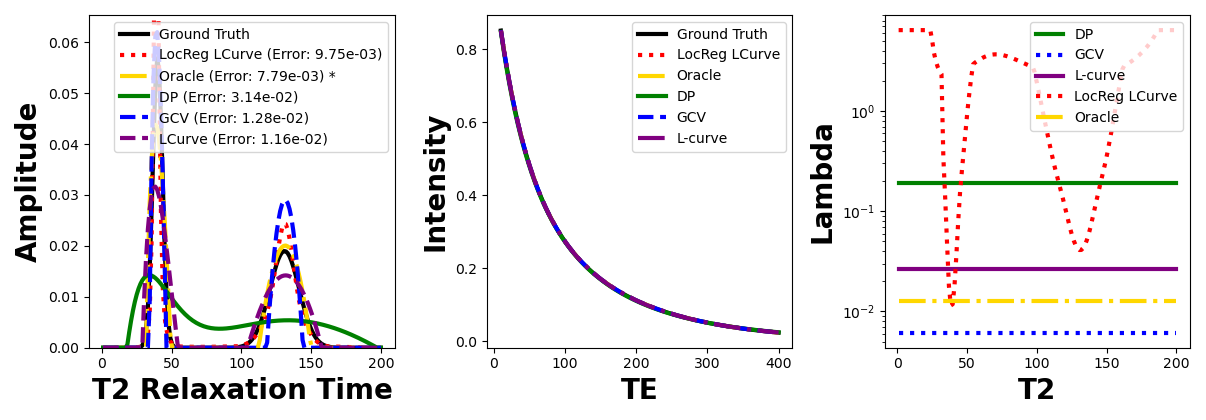 Amplitude
0.06
0.05
0.04
0.03
0.02
0.01
0.00
0 50 100 150 200
T2 Relaxation Time
Ground Truth
LocReg LCurve (Error: 9.75e-03)
Oracle (Error: 7.79e-03) *
DP (Error: 3.14e-02)
GCV (Error: 1.28e-02)
LCurve (Error: 1.16e-02)
Intensity
0.8
0.6
0.4
0.2
0.0
0 100 200 300 400
TE
Ground Truth
LocReg LCurve
Oracle
DP
GCV
L-curve
Lambda
10⁰
10⁻¹
10⁻²
0 50 100 150 200
T2
DP
GCV
L-curve
LocReg LCurve
Oracle